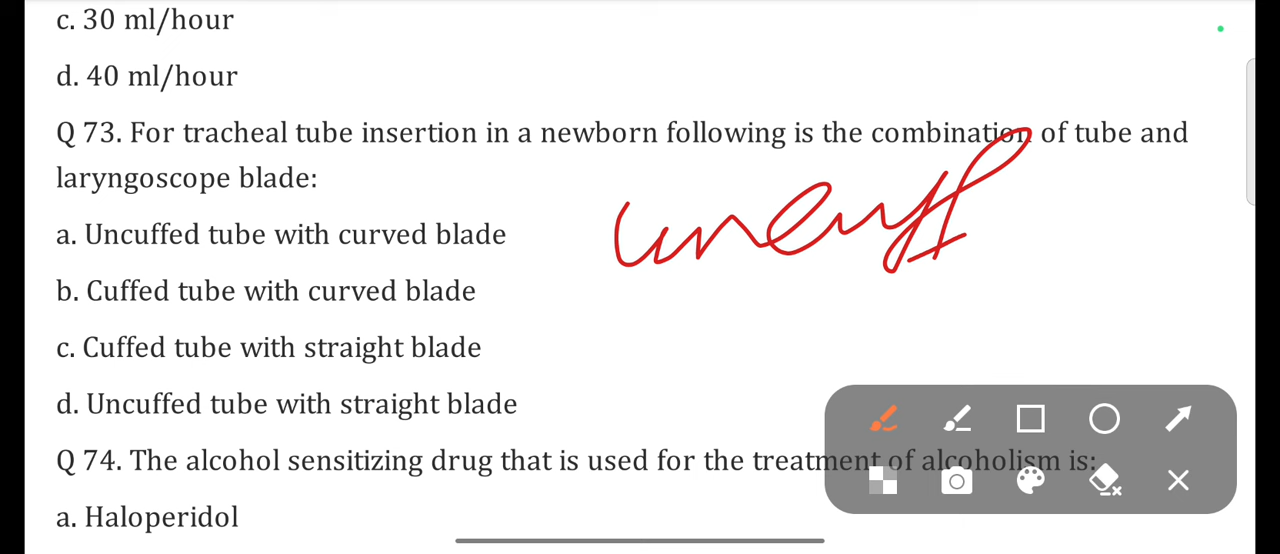 c. 30 ml/hour
d. 40 ml/hour
Q 73. For tracheal tube insertion in a newborn following is the combination of tube and
laryngoscope blade:
uncuff
a. Uncuffed tube with curved blade
b. Cuffed tube with curved blade
c. Cuffed tube with straight blade
d. Uncuffed tube with straight blade
Q 74. The alcohol sensitizing drug that is used for the treatment of alcoholism is:
a. Haloperidol